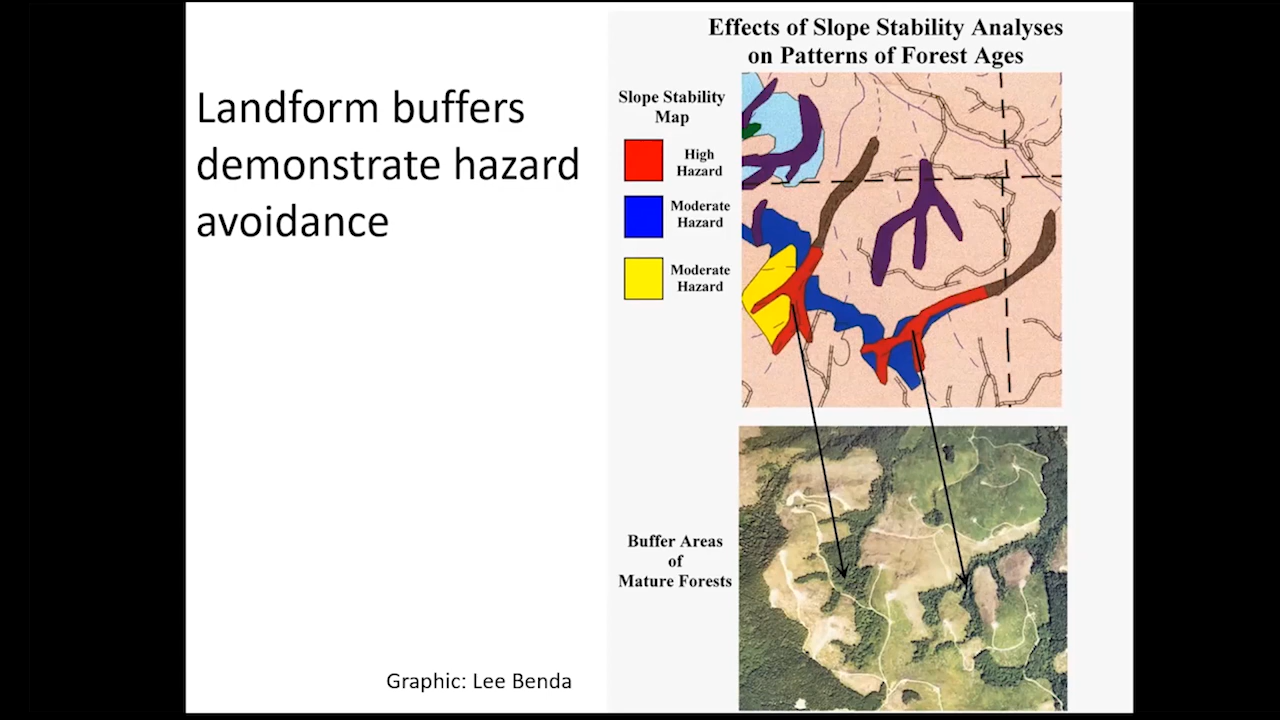 Landform buffers
demonstrate hazard
avoidance
Graphic: Lee Benda
Effects of Slope Stability Analyses
on Patterns of Forest Ages
Slope Stability
Map
High
Hazard
Moderate
Hazard
Moderate
Hazard
Buffer Areas
of
Mature Forests